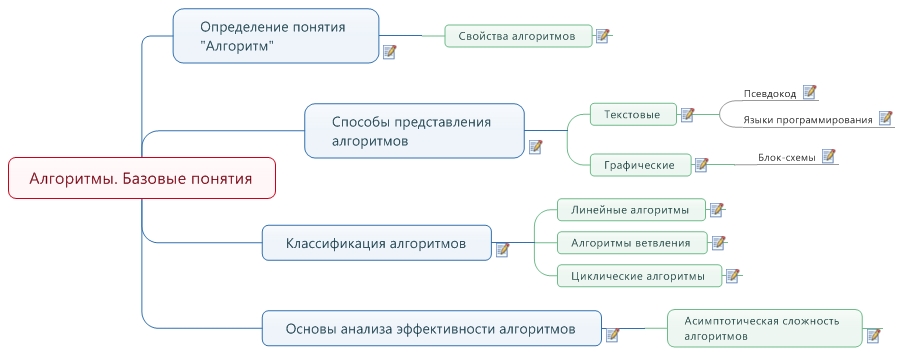 Определение понятия
"Алгоритм"
Свойства алгоритмов
Способы представления
алгоритмов
Текстовые
Псевдокод
Языки программирования
Графические
Блок-схемы
Алгоритмы. Базовые понятия
Классификация алгоритмов
Линейные алгоритмы
Алгоритмы ветвления
Циклические алгоритмы
Основы анализа эффективности алгоритмов
Асимптотическая сложность
алгоритмов